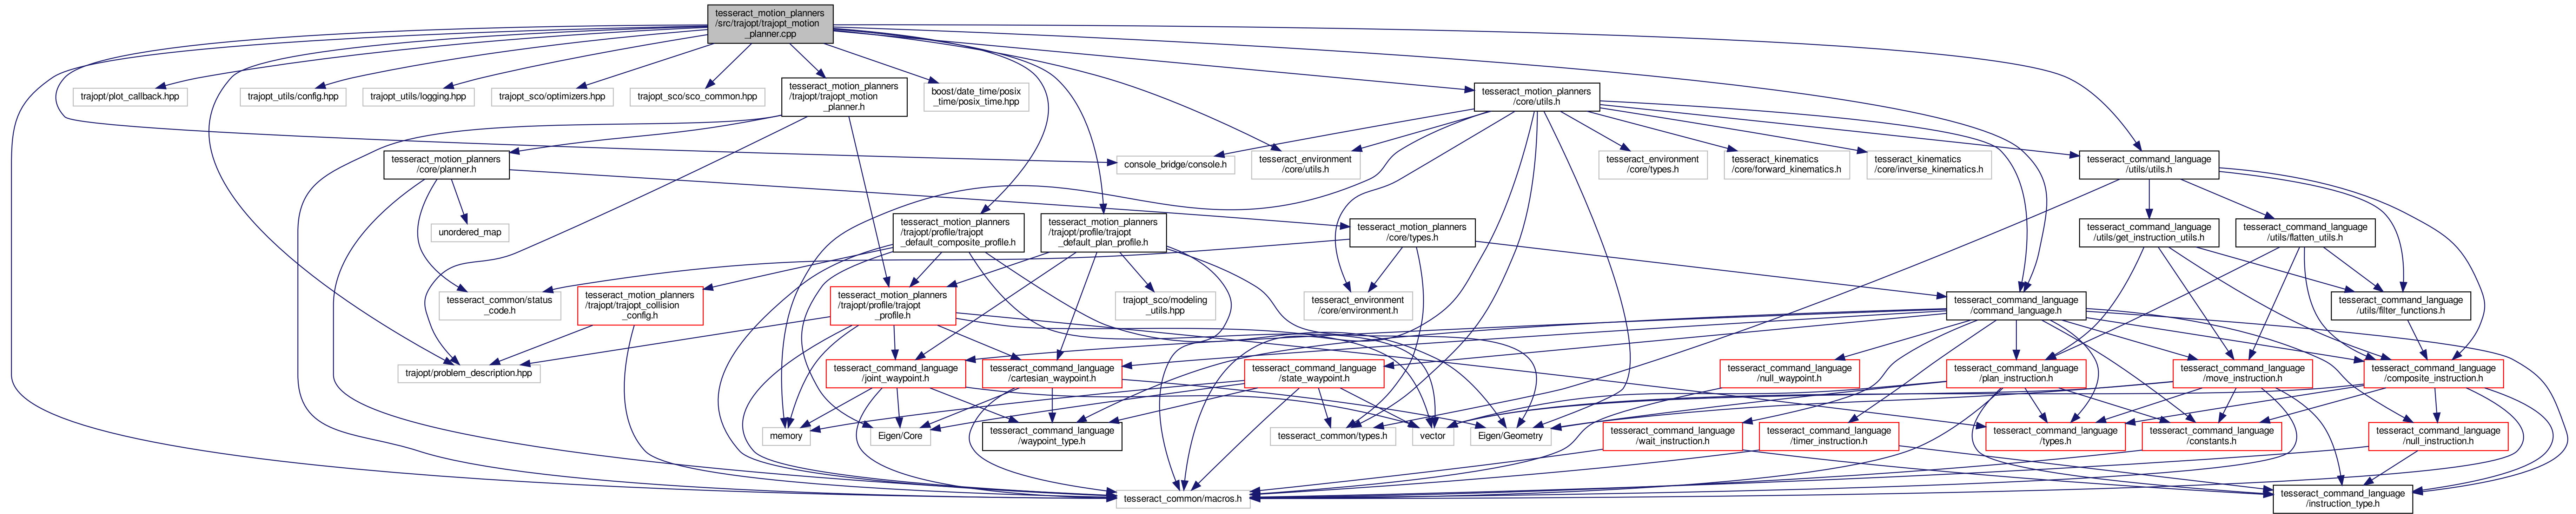 tesseract_motion_planners
/src/trajopt/trajopt_motion
_planner.cpp
trajopt/plot_callback.hpp
trajopt_utils/config.hpp
trajopt_utils/logging.hpp
trajopt_sco/optimizers.hpp
trajopt_sco/sco_common.hpp
tesseract_motion_planners
/trajopt/trajopt_motion
_planner.h
boost/date_time/posix
_time/posix_time.hpp
tesseract_motion_planners
/core/utils.h
tesseract_motion_planners
/core/planner.h
console_bridge/console.h
tesseract_environment
/core/utils.h
tesseract_environment
/core/types.h
tesseract_kinematics
/core/forward_kinematics.h
tesseract_kinematics
/core/inverse_kinematics.h
tesseract_command_language
/utils/utils.h
unordered_map
tesseract_motion_planners
/trajopt/profile/trajopt
_default_composite_profile.h
tesseract_motion_planners
/trajopt/profile/trajopt
_default_plan_profile.h
tesseract_motion_planners
/core/types.h
tesseract_command_language
/utils/get_instruction_utils.h
tesseract_command_language
/utils/flatten_utils.h
tesseract_common/status
_code.h
tesseract_motion_planners
/trajopt/trajopt_collision
_config.h
tesseract_motion_planners
/trajopt/profile/trajopt
_profile.h
trajopt_sco/modeling
_utils.hpp
tesseract_environment
/core/environment.h
tesseract_command_language
/command_language.h
tesseract_command_language
/utils/filter_functions.h
trajopt/problem_description.hpp
tesseract_command_language
/joint_waypoint.h
tesseract_command_language
/cartesian_waypoint.h
tesseract_command_language
/state_waypoint.h
tesseract_command_language
/null_waypoint.h
tesseract_command_language
/plan_instruction.h
tesseract_command_language
/move_instruction.h
tesseract_command_language
/composite_instruction.h
memory
Eigen/Core
tesseract_command_language
/waypoint_type.h
tesseract_common/types.h
vector
Eigen/Geometry
tesseract_command_language
/wait_instruction.h
tesseract_command_language
/timer_instruction.h
tesseract_command_language
/types.h
tesseract_command_language
/constants.h
tesseract_command_language
/null_instruction.h
tesseract_common/macros.h
tesseract_command_language
/instruction_type.h